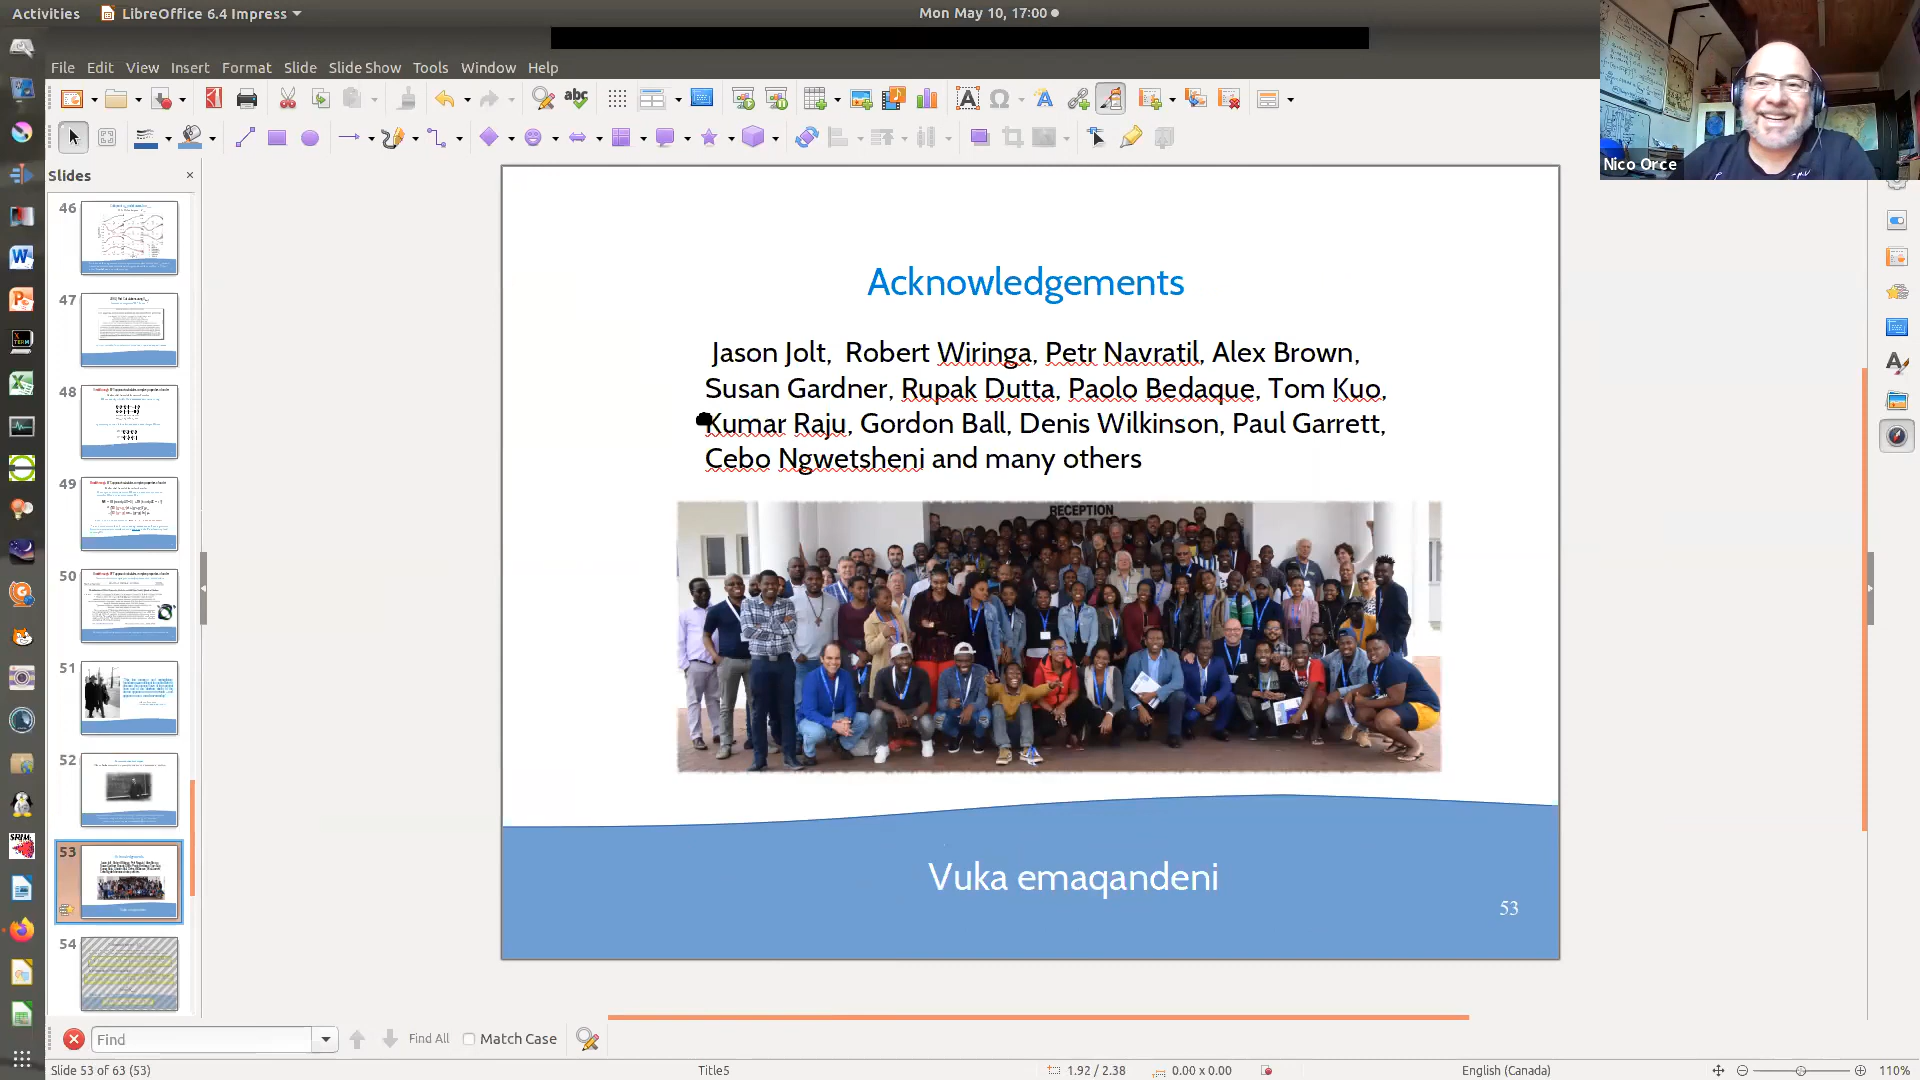 Activities
LibreOffice 6.4 Impress
Mon May 10, 17:00
File Edit View Insert Format Slide Slide Show Tools Window Help
Nico Orce
Slides
46
47
48
49
50
51
52
53
54
Acknowledgements
Jason Jolt, Robert Wiringa, Petr Navratil, Alex Brown,
Susan Gardner, Rupak Dutta, Paolo Bedaque, Tom Kuo,
Kumar Raju, Gordon Ball, Denis Wilkinson, Paul Garrett,
Cebo Ngwetsheni and many others
RECEPTION
Vuka emaqandeni
53
Find
Find All
Match Case
Slide 53 of 63 (53)
Title5
1.92 / 2.38
0.00 x 0.00
English (Canada)
110%